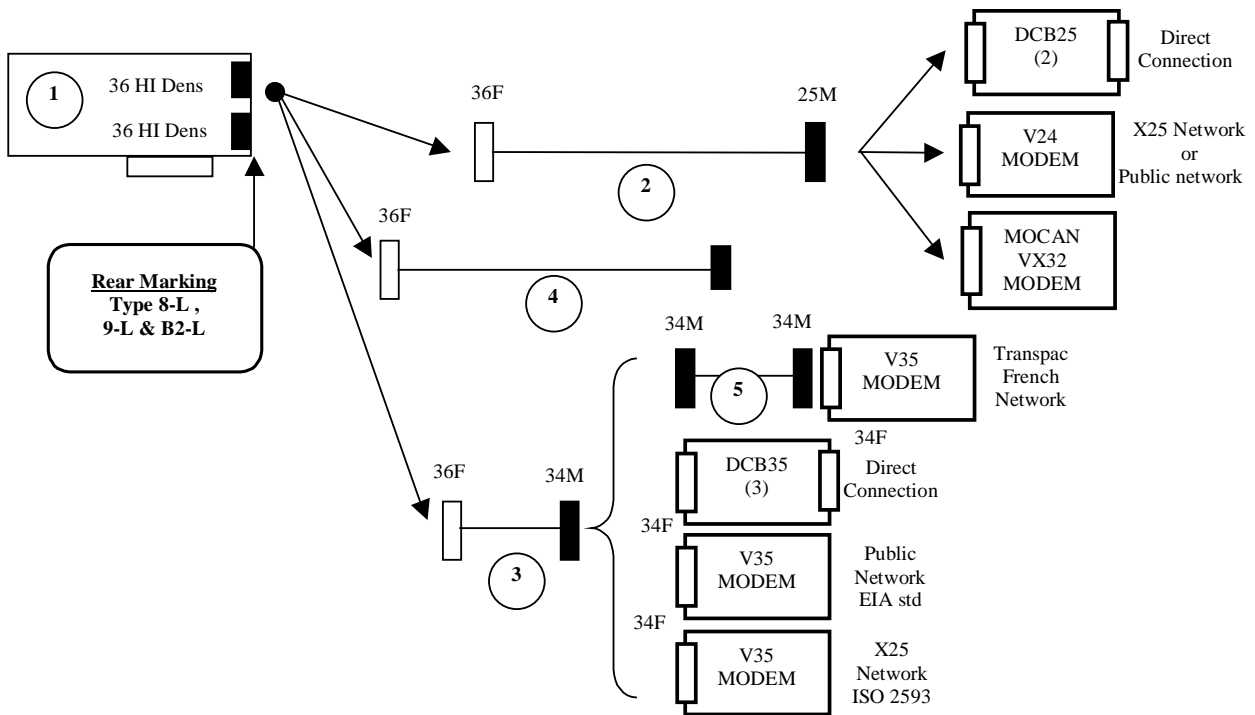 1
36 HI Dens
36 HI Dens
Rear Marking
Type 8-L ,
9-L & B2-L
36F
25M
2
DCB25
(2)
Direct
Connection
V24
MODEM
X25 Network
or
Public network
MOCAN
VX32
MODEM
36F
4
34M
34M
5
V35
MODEM
Transpac
French
Network
34F
36F
34M
3
DCB35
(3)
Direct
Connection
34F
V35
MODEM
Public
Network
EIA std
34F
V35
MODEM
X25
Network
ISO 2593